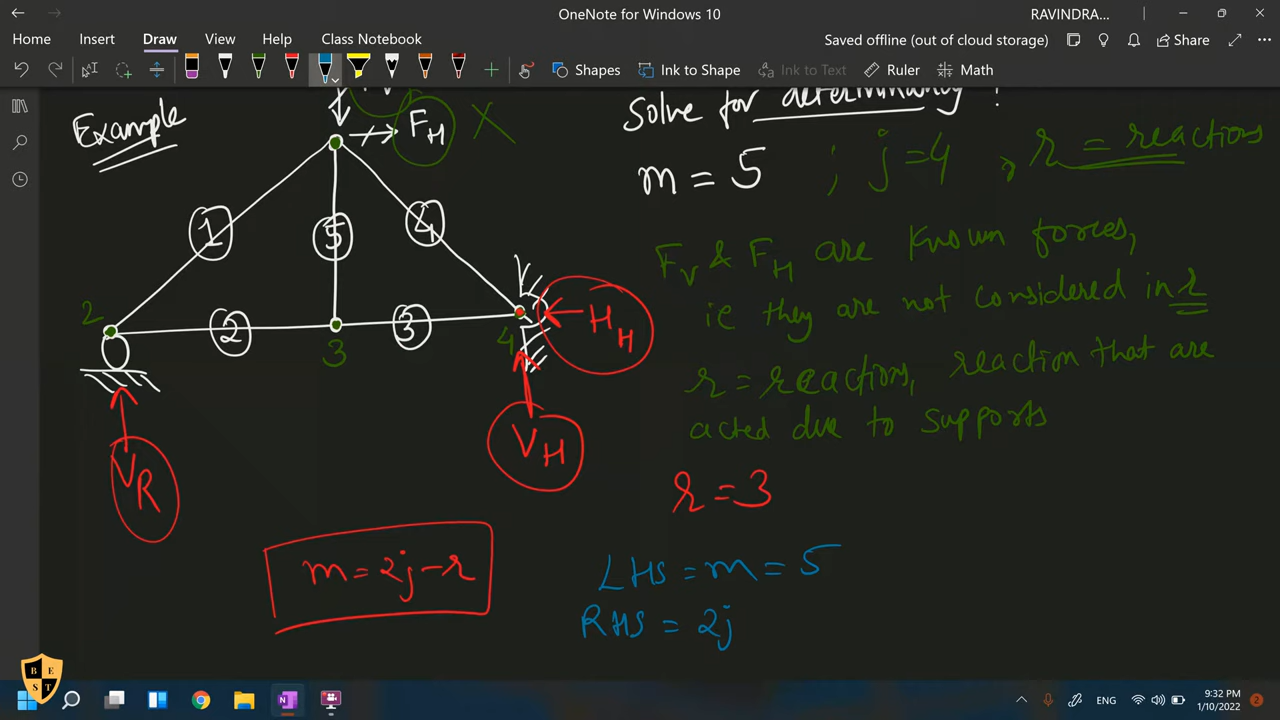 OneNote for Windows 10
RAVINDRA...
Home Insert Draw View Help Class Notebook
Saved offline (out of cloud storage)
Share
Shapes
Ink to Shape
Ink to Text
Ruler
Math
Example
F_H X
1
5
4
2
2
3
3
4
H_H
V_H
V_R
m = 2j - r
Solve for determinancy ?
m = 5 ; j = 4 , r = reactions
F_V & F_H are known forces,
ie they are not considered in r
r = reactions, reaction that are
acted due to supports
r = 3
LHS = m = 5
RHS = 2j
B E
S T
ENG
9:32 PM
1/10/2022
2